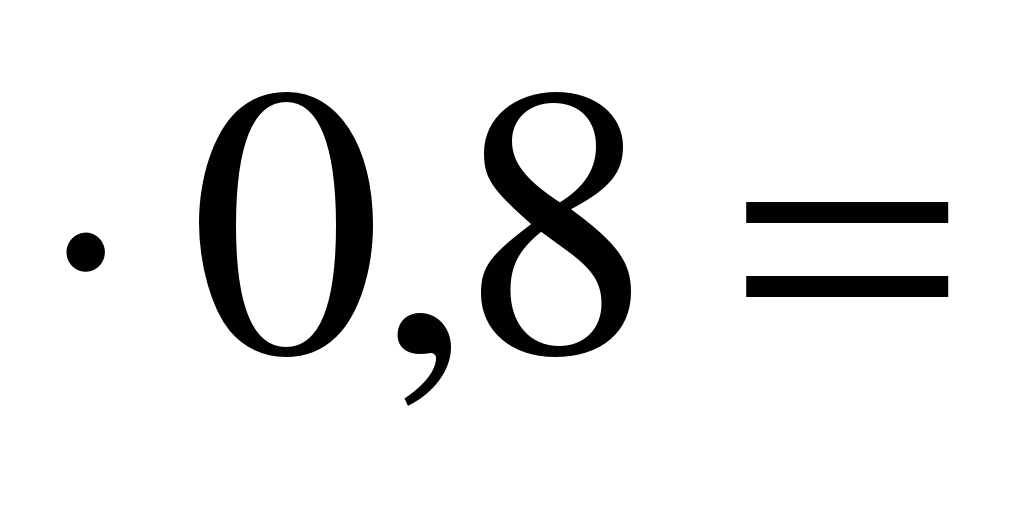 · 0,8 =